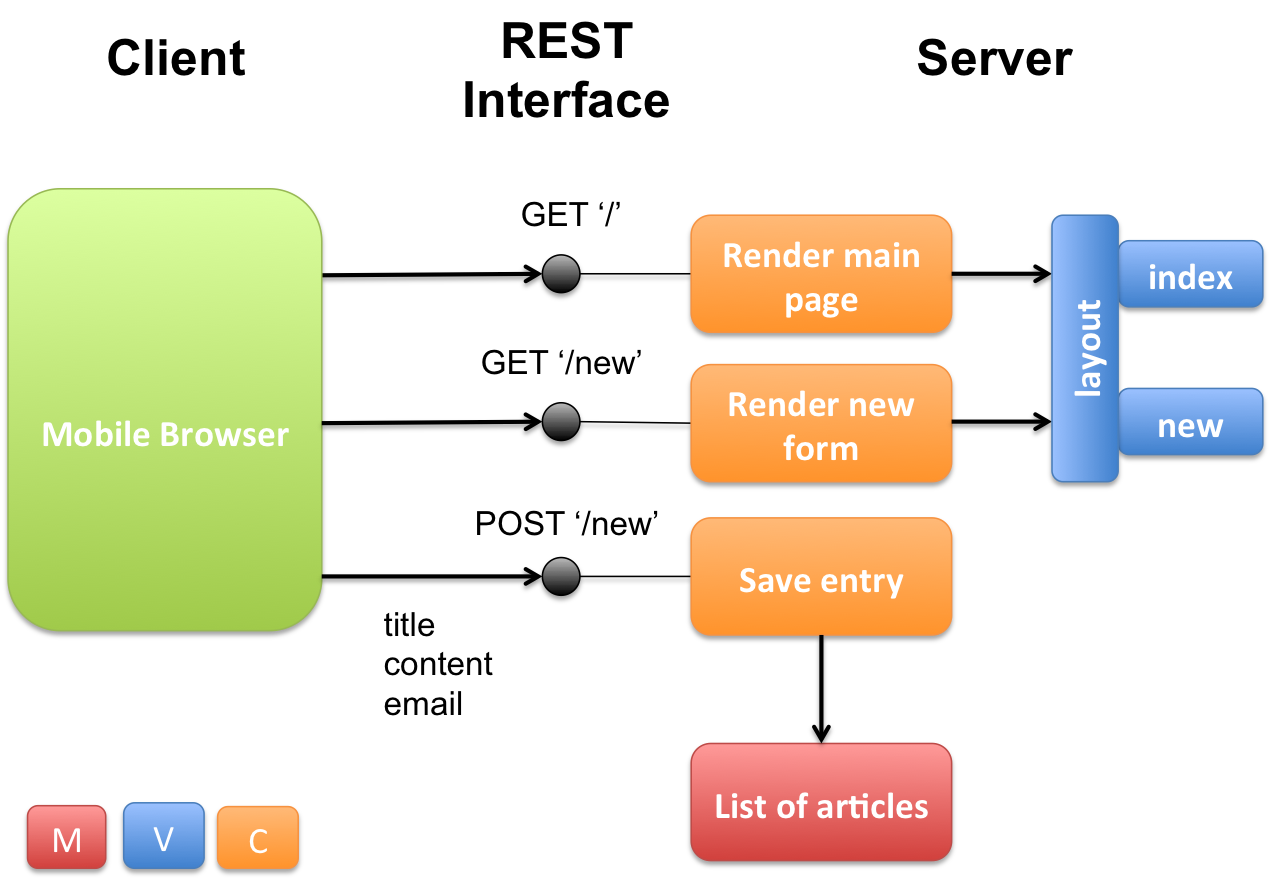 Client
REST
Interface
Server
GET ‘/’
Render main
page
index
layout
GET ‘/new’
Render new
form
new
Mobile Browser
POST ‘/new’
Save entry
title
content
email
List of articles
M
V
C